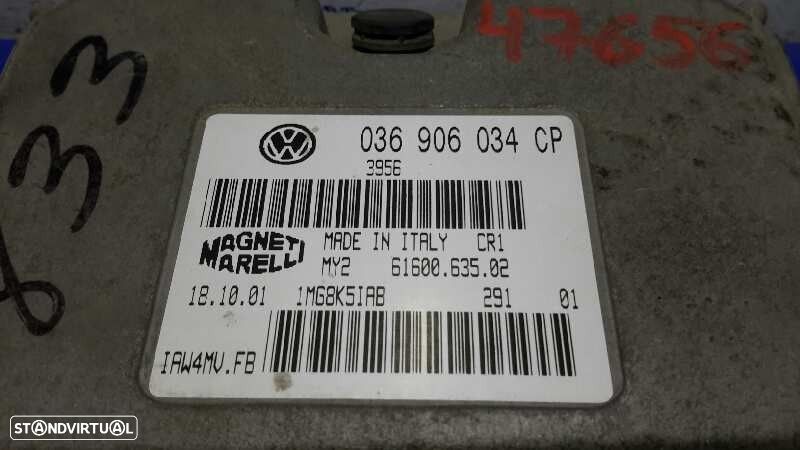 47656
833
036 906 034 CP
3956
MAGNETI MARELLI
MADE IN ITALY CR1
MY2 61600.635.02
18.10.01 1MG8K5IAB 291 01
IAW4MV.FB
STANDVIRTUAL